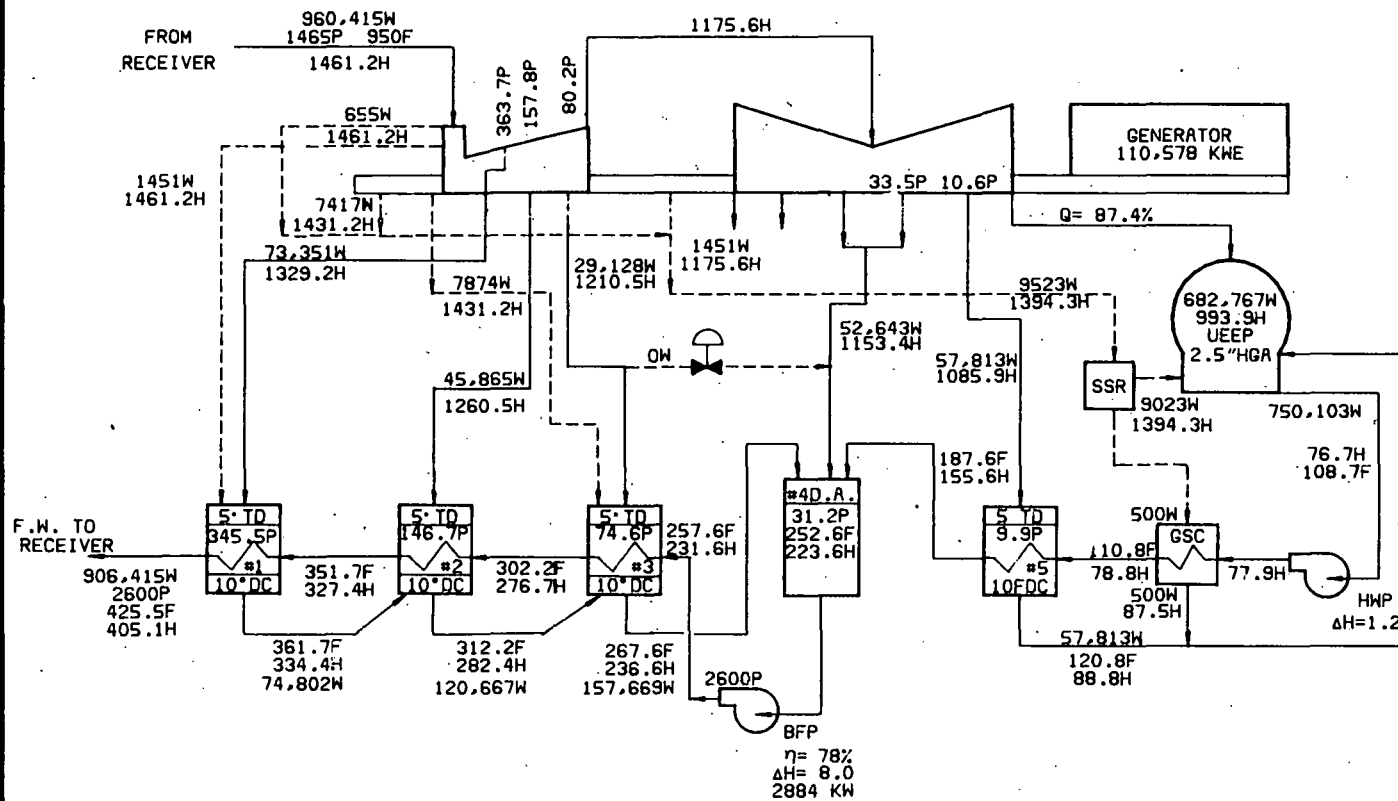 FROM
RECEIVER
960,415W
1465P 950F
1461.2H
1175.6H
363.7P
157.8P
80.2P
655W
1461.2H
1451W
1461.2H
7417W
1431.2H
GENERATOR
110,578 KWE
33.5P 10.6P
Q= 87.4%
73,351W
1329.2H
7874W
1431.2H
29,128W
1210.5H
1451W
1175.6H
9523W
1394.3H
682,767W
993.9H
UEEP
2.5"HGA
52,643W
1153.4H
57,813W
1085.9H
0W
45,865W
1260.5H
SSR
9023W
1394.3H
750,103W
76.7H
108.7F
187.6F
155.6H
F.W. TO
RECEIVER
906,415W
2600P
425.5F
405.1H
5° TD
345.5P
#1
10°DC
351.7F
327.4H
5° TD
146.7P
#2
10°DC
302.2F
276.7H
5° TD
74.6P
#3
10°DC
257.6F
231.6H
#4D.A.
31.2P
252.6F
223.6H
5 TD
9.9P
#5
10FDC
110.8F
78.8H
500W
GSC
500W
87.5H
77.9H
HWP
ΔH=1.2
361.7F
334.4H
74,802W
312.2F
282.4H
120,667W
267.6F
236.6H
157,669W
2600P
BFP
η= 78%
ΔH= 8.0
2884 KW
57,813W
120.8F
88.8H